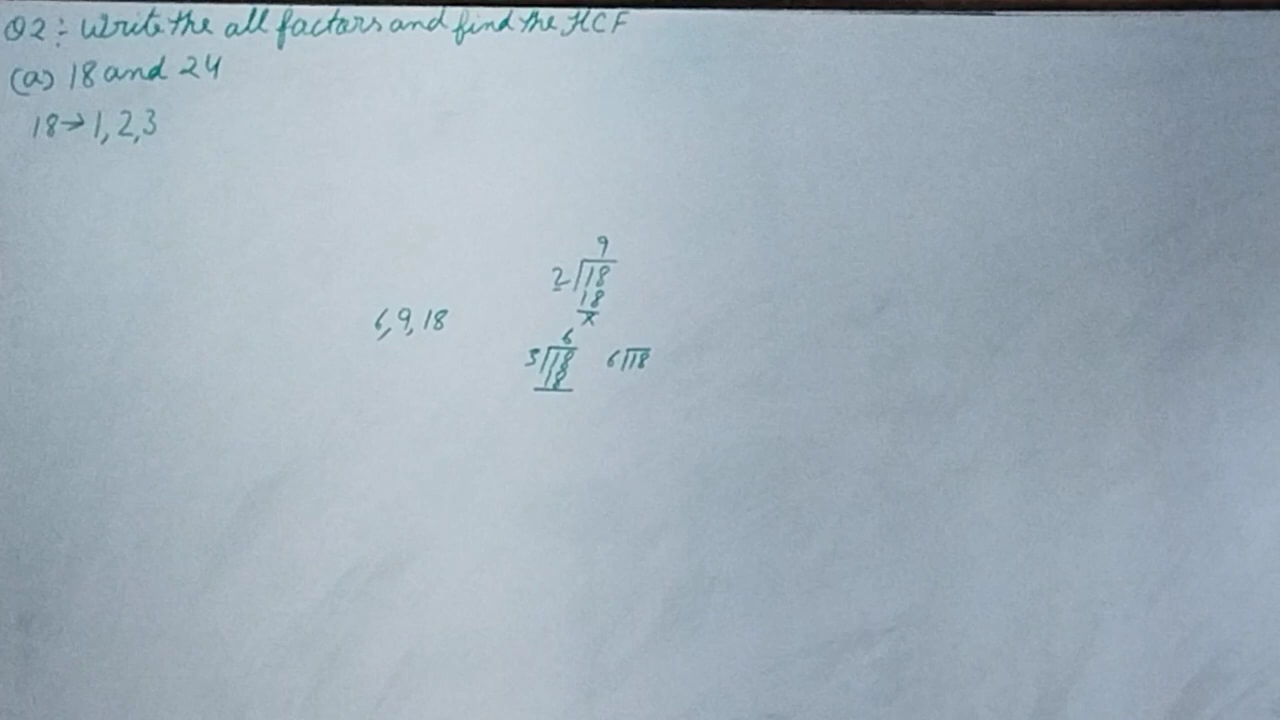 Q2 :- Write the all factors and find the HCF
(a) 18 and 24
18→1,2,3
9
2 18
18
×
6,9,18
6
3 18 6 18
18